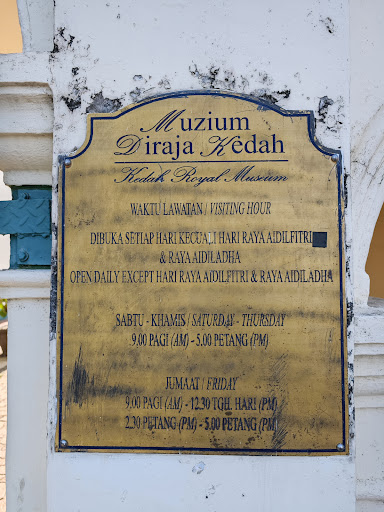 Muzium
Diraja Kedah
Kedah Royal Museum
WAKTU LAWATAN / VISITING HOUR
DIBUKA SETIAP HARI KECUALI HARI RAYA AIDILFITRI
& RAYA AIDILADHA
OPEN DAILY EXCEPT HARI RAYA AIDILFITRI & RAYA AIDILADHA
SABTU - KHAMIS / SATURDAY - THURSDAY
9.00 PAGI (AM) - 5.00 PETANG (PM)
JUMAAT / FRIDAY
9.00 PAGI (AM) - 12.30 TGH. HARI (PM)
2.30 PETANG (PM) - 5.00 PETANG (PM)